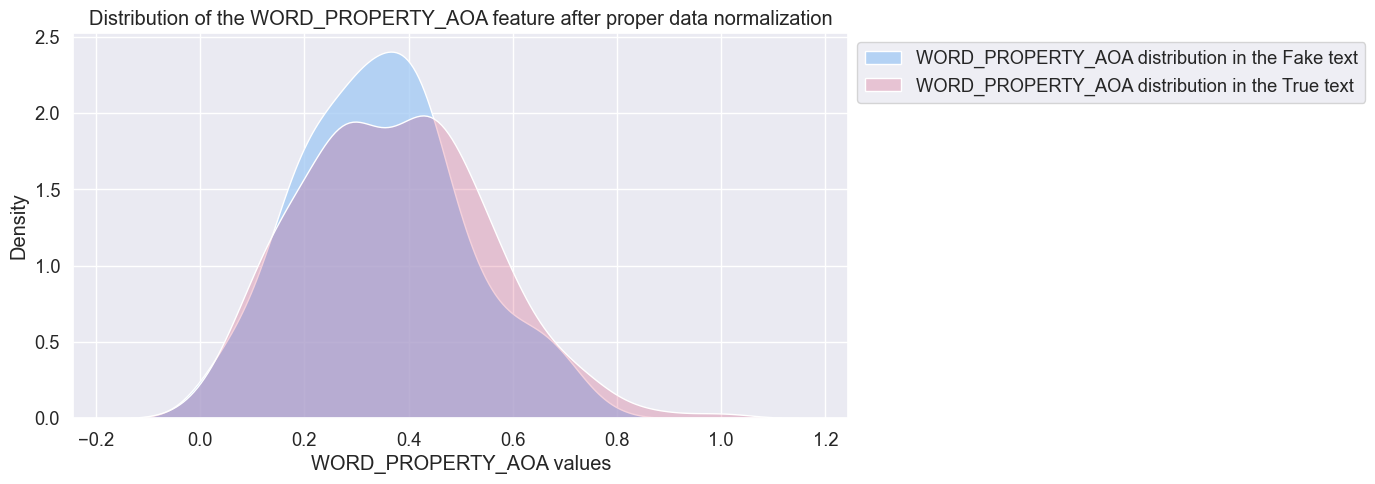 Distribution of the WORD_PROPERTY_AOA feature after proper data normalization
WORD_PROPERTY_AOA distribution in the Fake text
WORD_PROPERTY_AOA distribution in the True text
Density
2.5
2.0
1.5
1.0
0.5
0.0
−0.2 0.0 0.2 0.4 0.6 0.8 1.0 1.2
WORD_PROPERTY_AOA values